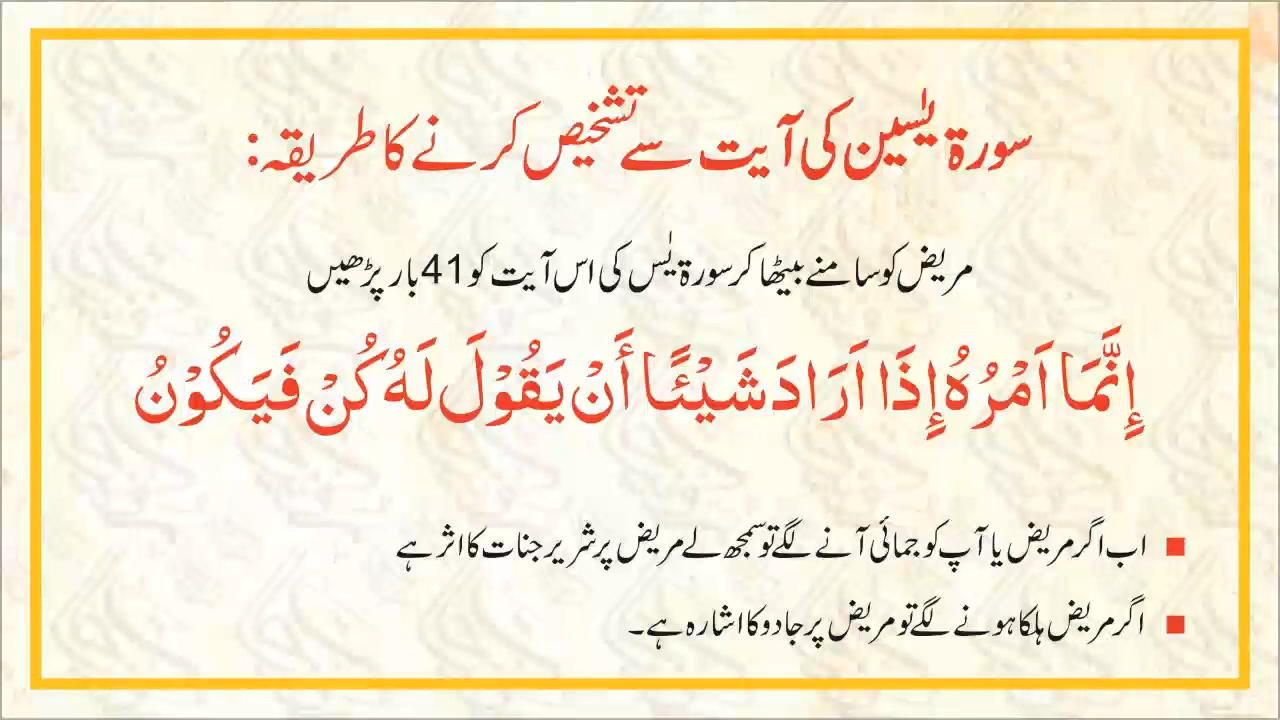 سورۃ یٰسین کی آیت سے تشخیص کرنے کا طریقہ:
مریض کو سامنے بیٹھا کر سورۃ یٰس کی اس آیت کو 41 بار پڑھیں
إِنَّمَا اَمْرُهُ إِذَا اَرَادَ شَيْئًا أَنْ يَقُوْلَ لَهُ كُنْ فَيَكُوْنُ
■ اب اگر مریض یا آپ کو جمائی آنے لگے تو سمجھ لے مریض پر شریر جنات کا اثر ہے
■ اگر مریض ہلکا ہونے لگے تو مریض پر جادو کا اشارہ ہے۔